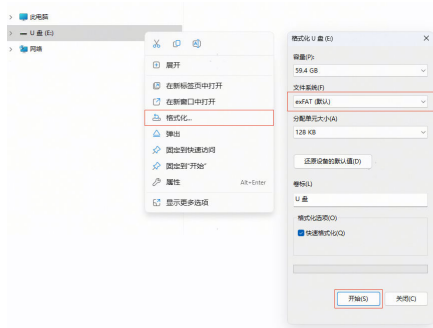 此电脑
U 盘 (E:)
网络
展开
在新标签页中打开
在新窗口中打开
格式化...
弹出
固定到快速访问
固定到"开始"
属性 Alt+Enter
显示更多选项
格式化 U 盘 (E:)
容量(P):
59.4 GB
文件系统(F)
exFAT (默认)
分配单元大小(A)
128 KB
还原设备的默认值(D)
卷标(L)
U 盘
格式化选项(O)
快速格式化(Q)
开始(S) 关闭(C)